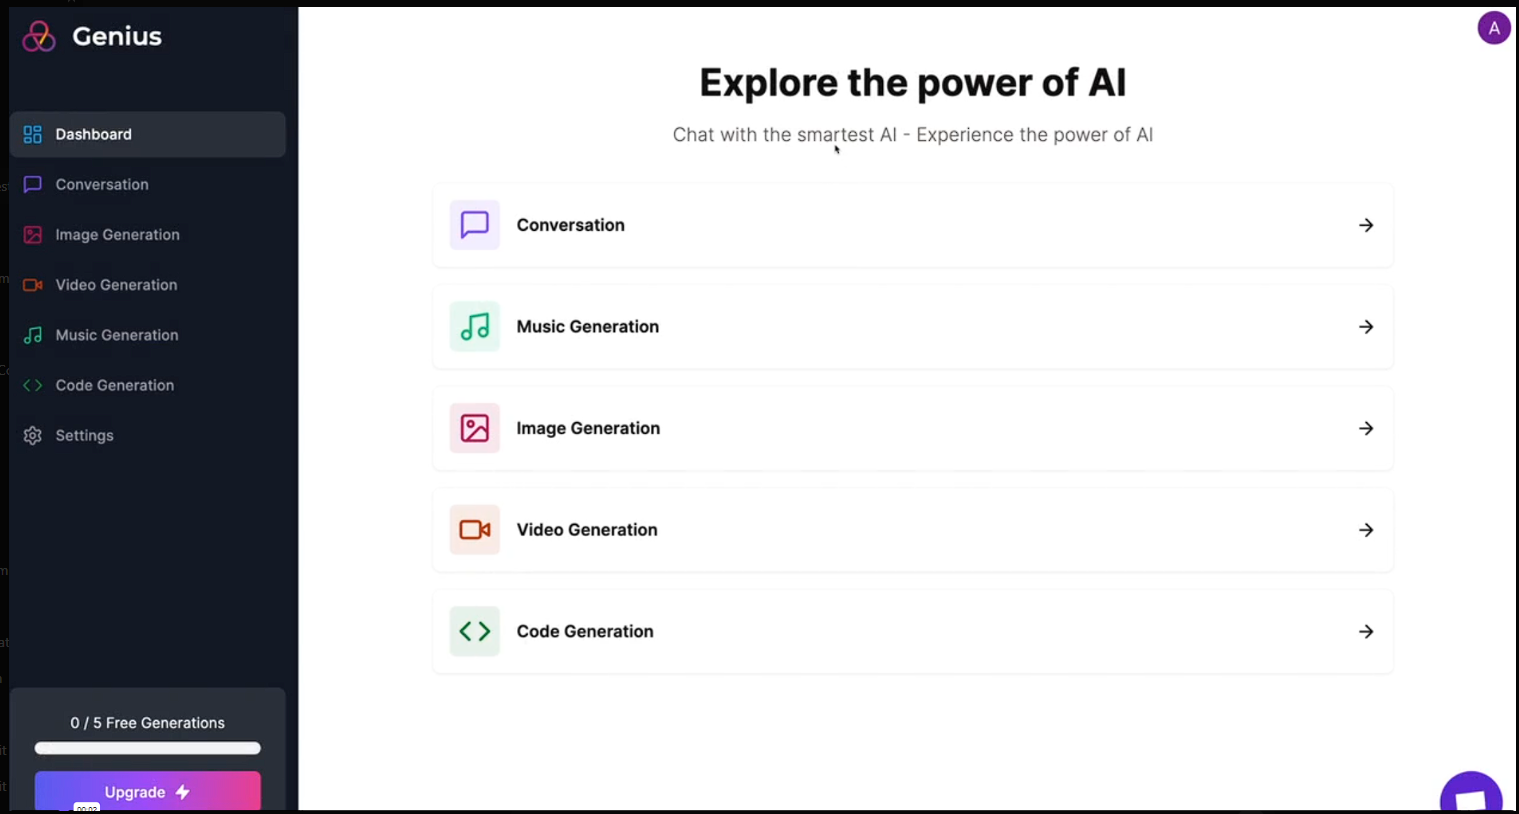 Genius
Dashboard
Conversation
Image Generation
Video Generation
Music Generation
Code Generation
Settings
0 / 5 Free Generations
Upgrade
00:02
A
Explore the power of AI
Chat with the smartest AI - Experience the power of AI
Conversation
Music Generation
Image Generation
Video Generation
Code Generation